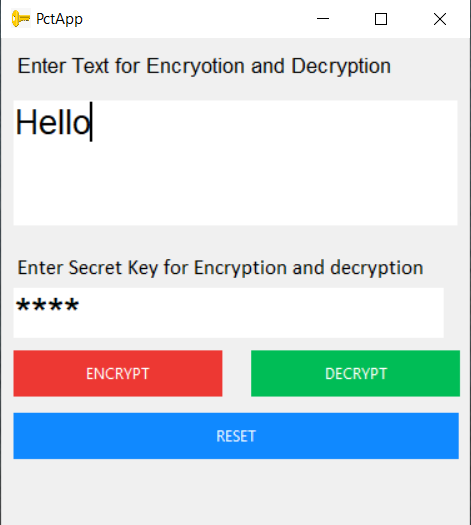 PctApp
Enter Text for Encryotion and Decryption
Hello
Enter Secret Key for Encryption and decryption
****
ENCRYPT DECRYPT
RESET